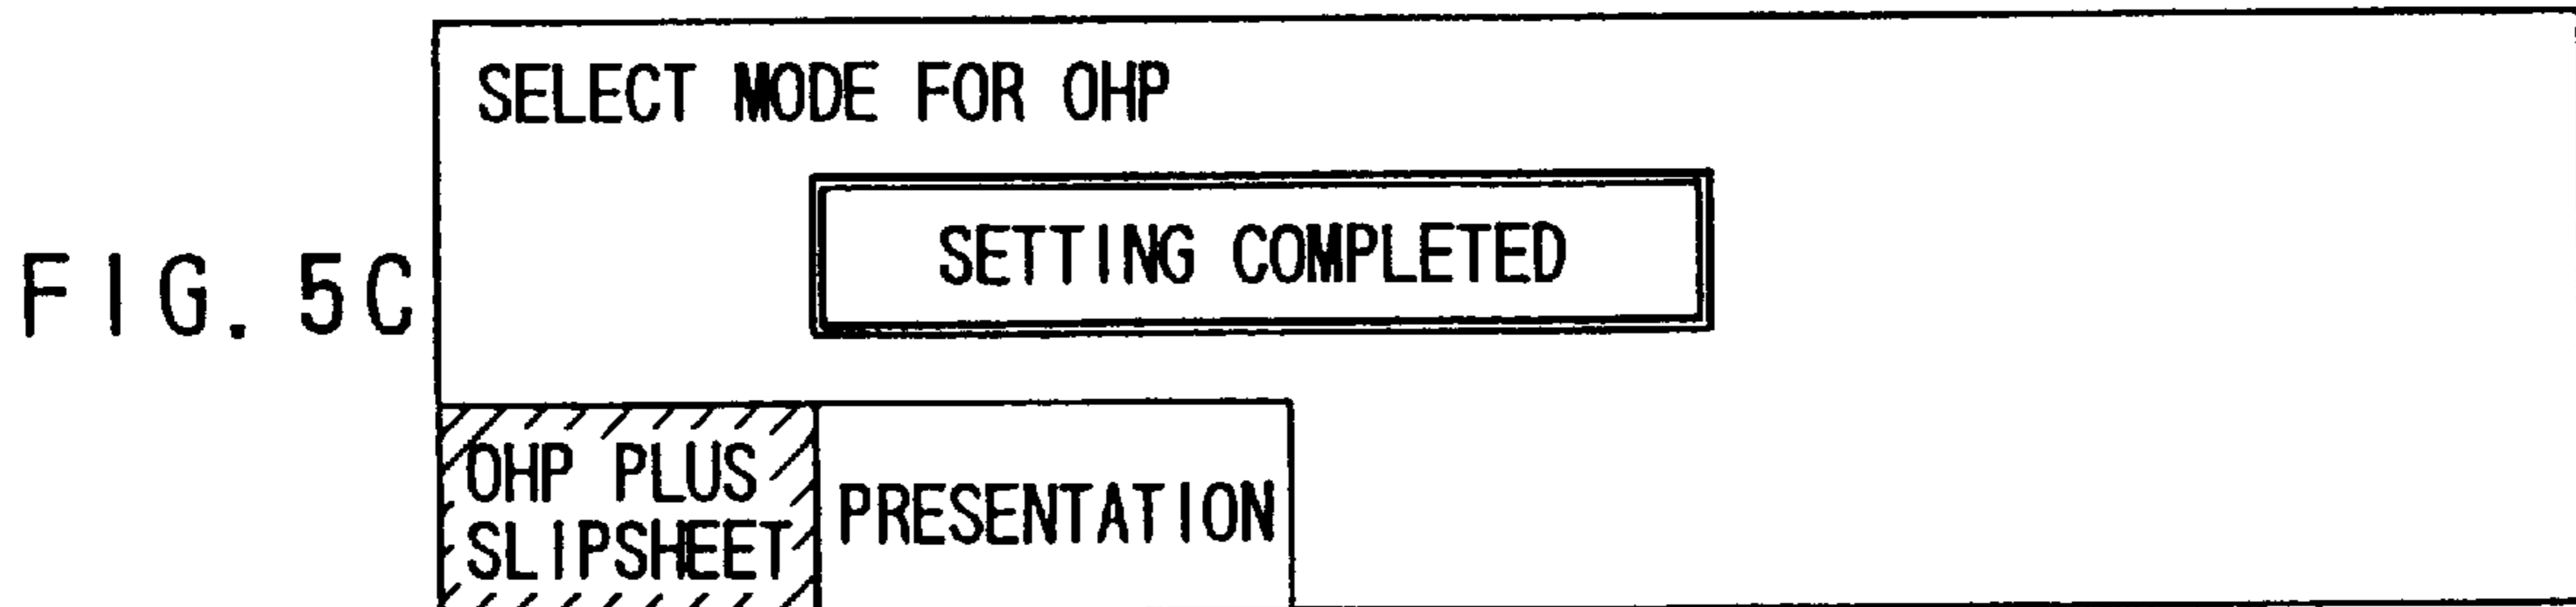 SELECT MODE FOR OHP
SETTING COMPLETED
FIG. 5C
OHP PLUS
SLIPSHEET
PRESENTATION